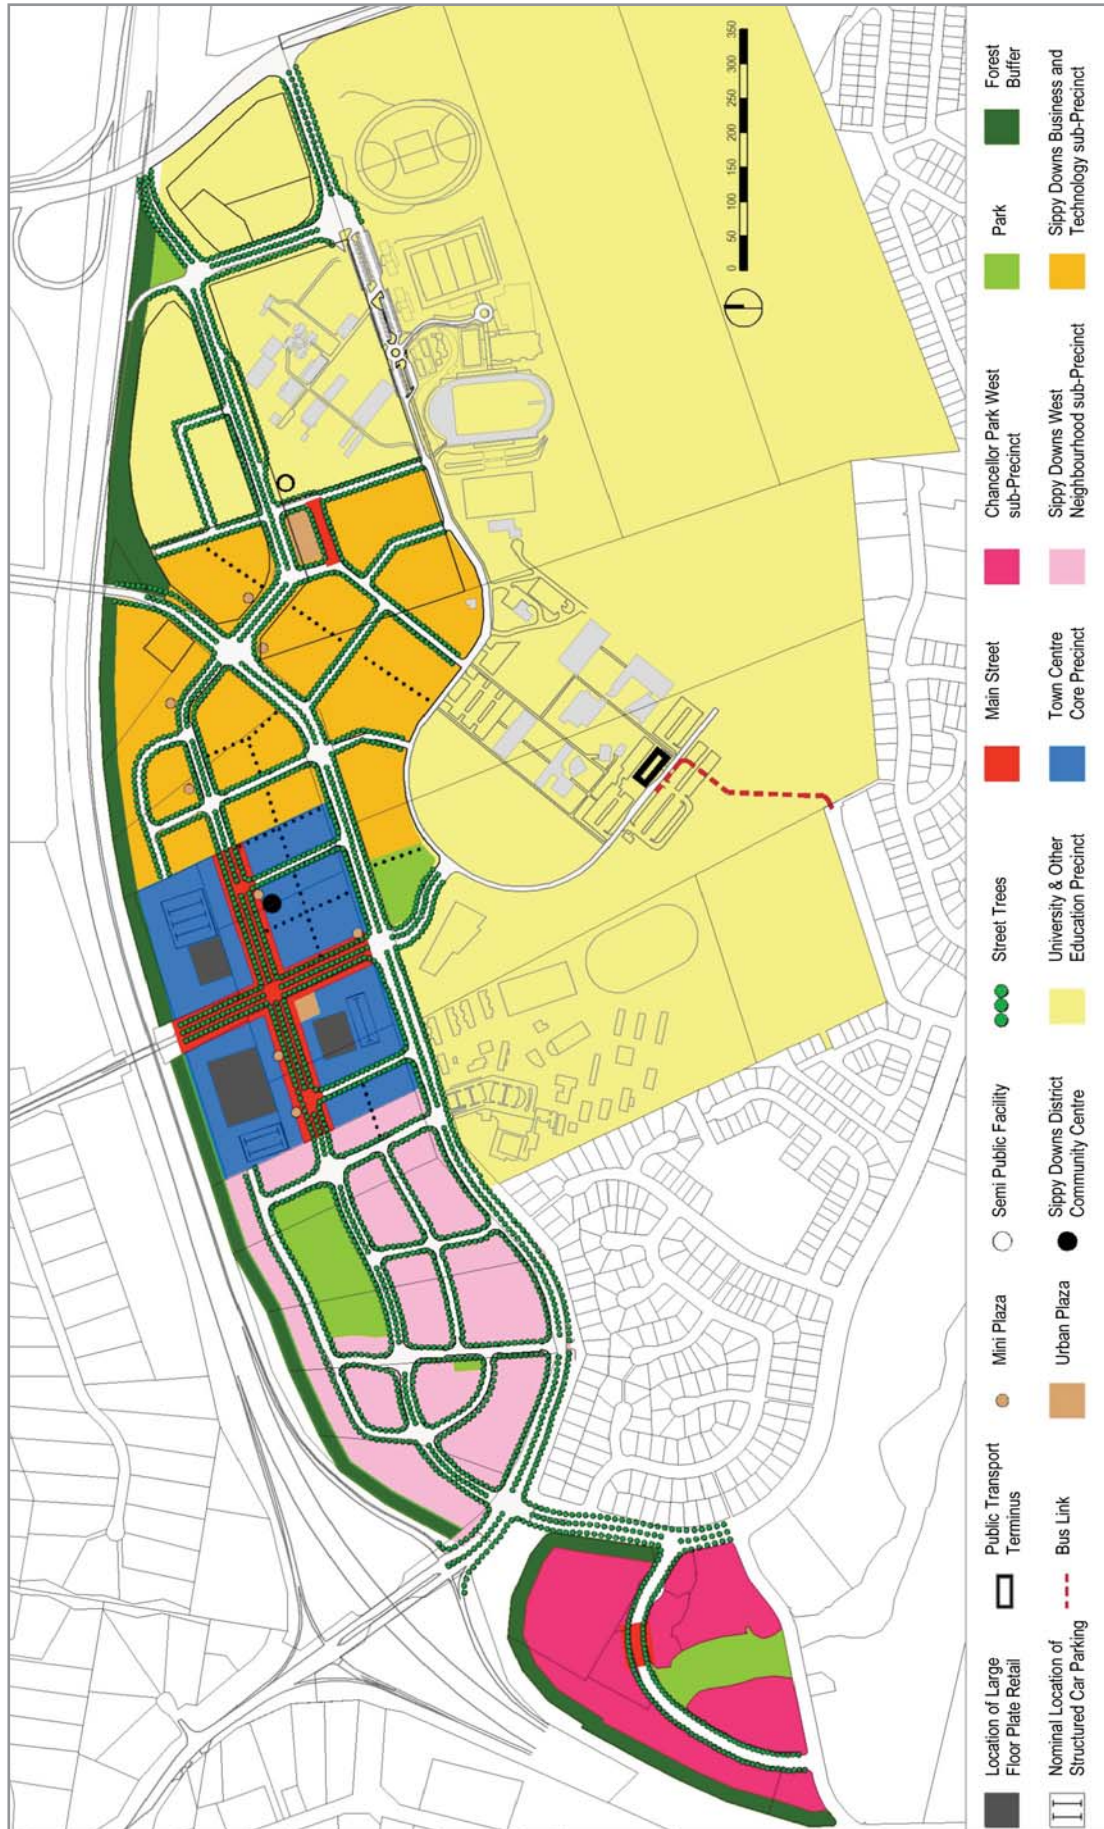 0 50 100 150 200 250 300 350
Location of Large
Floor Plate Retail
Public Transport
Terminus
Mini Plaza
Semi Public Facility
Street Trees
Main Street
Chancellor Park West
sub-Precinct
Park
Forest
Buffer
Nominal Location of
Structured Car Parking
Bus Link
Urban Plaza
Sippy Downs District
Community Centre
University & Other
Education Precinct
Town Centre
Core Precinct
Sippy Downs West
Neighbourhood sub-Precinct
Sippy Downs Business and
Technology sub-Precinct